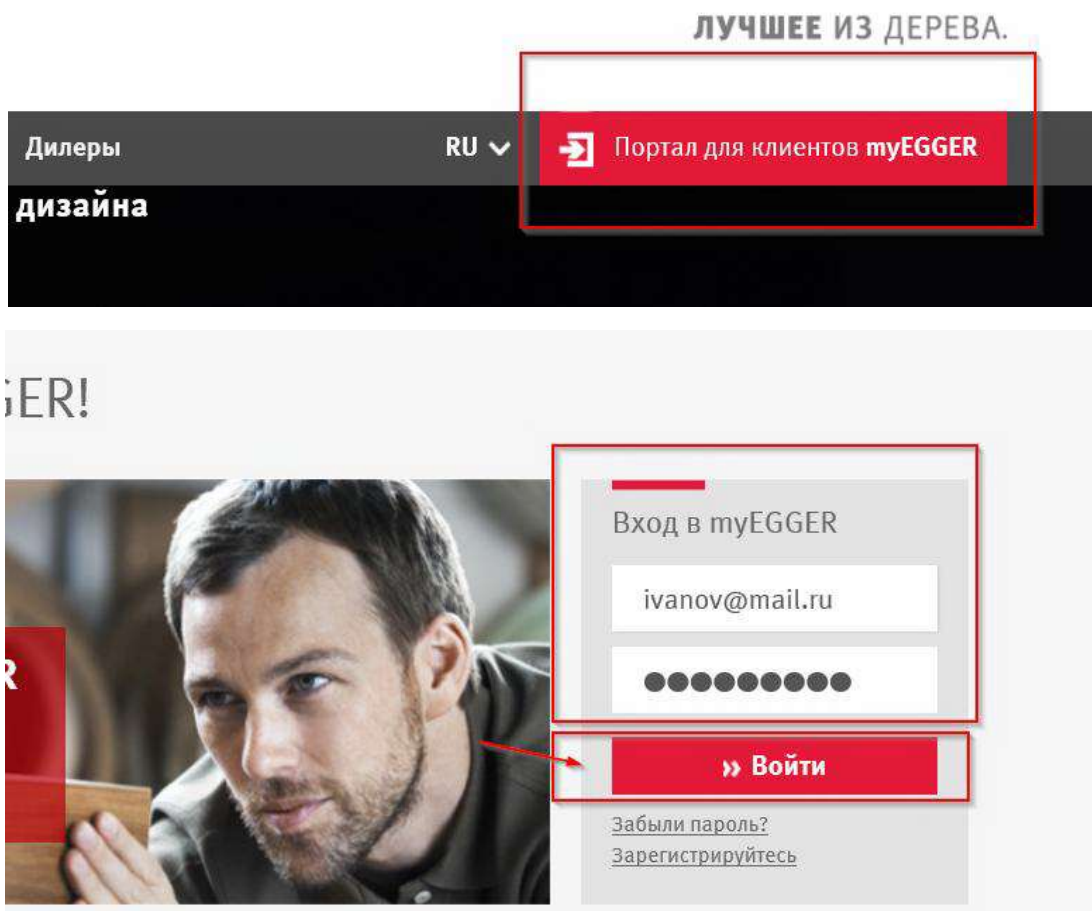 ЛУЧШЕЕ ИЗ ДЕРЕВА.
Дилеры RU Портал для клиентов myEGGER
дизайна
GER!
Вход в myEGGER
ivanov@mail.ru
R
›› Войти
Забыли пароль?
Зарегистрируйтесь